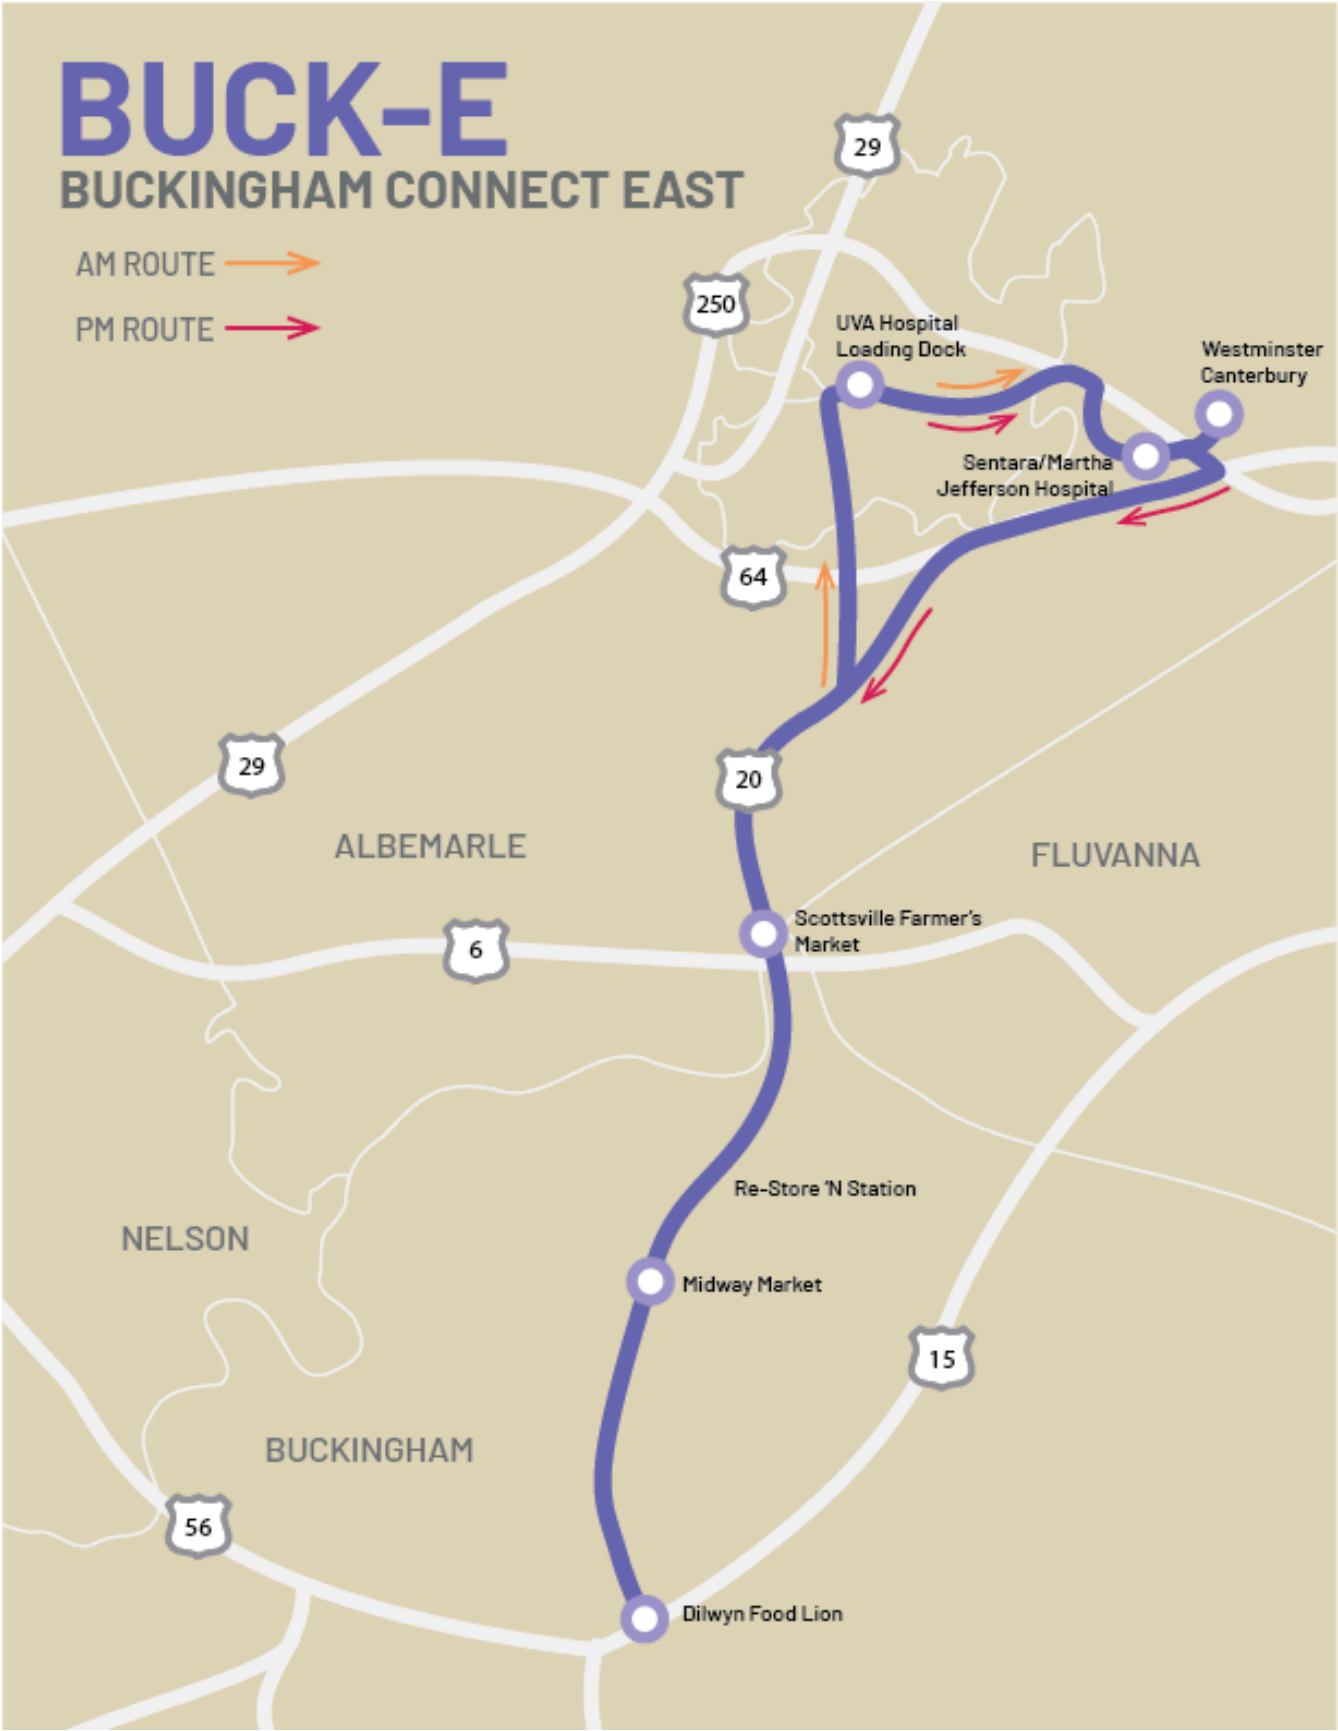 BUCK-E
BUCKINGHAM CONNECT EAST
AM ROUTE
PM ROUTE
29
250
UVA Hospital
Loading Dock
Westminster
Canterbury
Sentara/Martha
Jefferson Hospital
64
29
20
ALBEMARLE
FLUVANNA
Scottsville Farmer's
Market
6
Re-Store 'N Station
NELSON
Midway Market
15
BUCKINGHAM
56
Dilwyn Food Lion